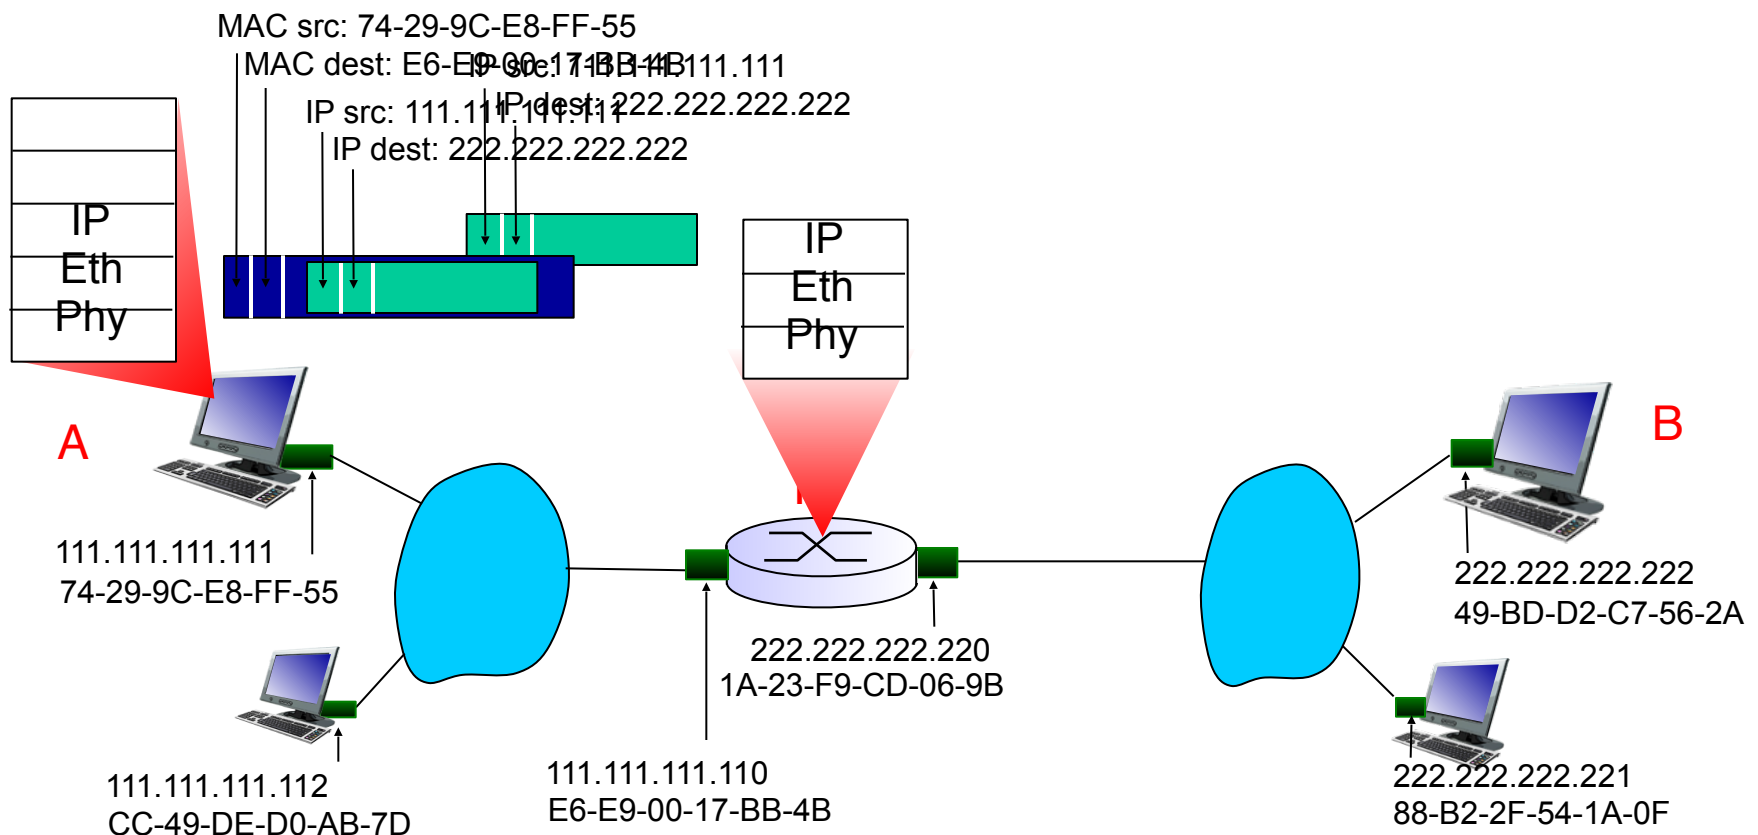 MAC src: 74-29-9C-E8-FF-55
MAC dest: E6-E9-00-17-BB-4B
IP src: 111.111.111.111
IP dest: 222.222.222.222
IP src: 111.111.111.111
IP dest: 222.222.222.222
IP
Eth
Phy
IP
Eth
Phy
A
B
111.111.111.111
74-29-9C-E8-FF-55
222.222.222.222
49-BD-D2-C7-56-2A
222.222.222.220
1A-23-F9-CD-06-9B
111.111.111.112
CC-49-DE-D0-AB-7D
111.111.111.110
E6-E9-00-17-BB-4B
222.222.222.221
88-B2-2F-54-1A-0F